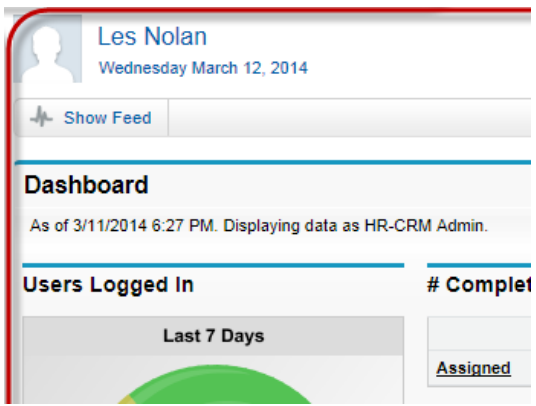 Les Nolan
Wednesday March 12, 2014
Show Feed
Dashboard
As of 3/11/2014 6:27 PM. Displaying data as HR-CRM Admin.
Users Logged In
# Complet
Last 7 Days
Assigned